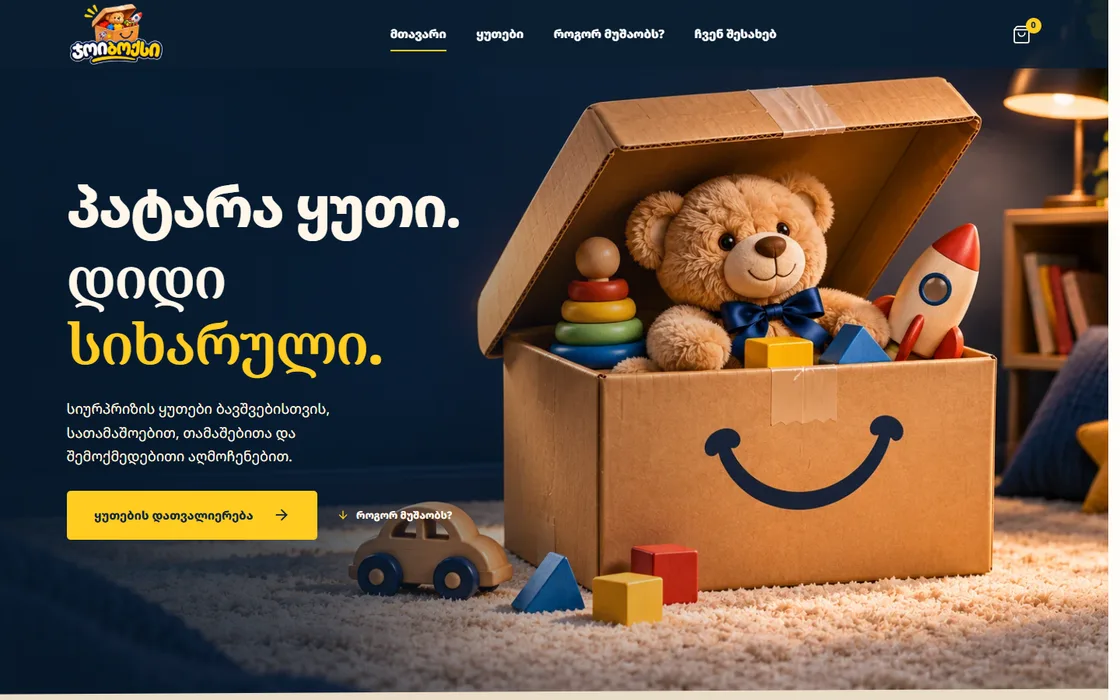 ჯოიბოქსი
მთავარი
ყუთები
როგორ მუშაობს?
ჩვენ შესახებ
0
პატარა ყუთი.
დიდი
სიხარული.
სიურპრიზის ყუთები ბავშვებისთვის,
სათამაშოებით, თამაშებითა და
შემოქმედებითი აღმოჩენებით.
ყუთების დათვალიერება →
↓ როგორ მუშაობს?